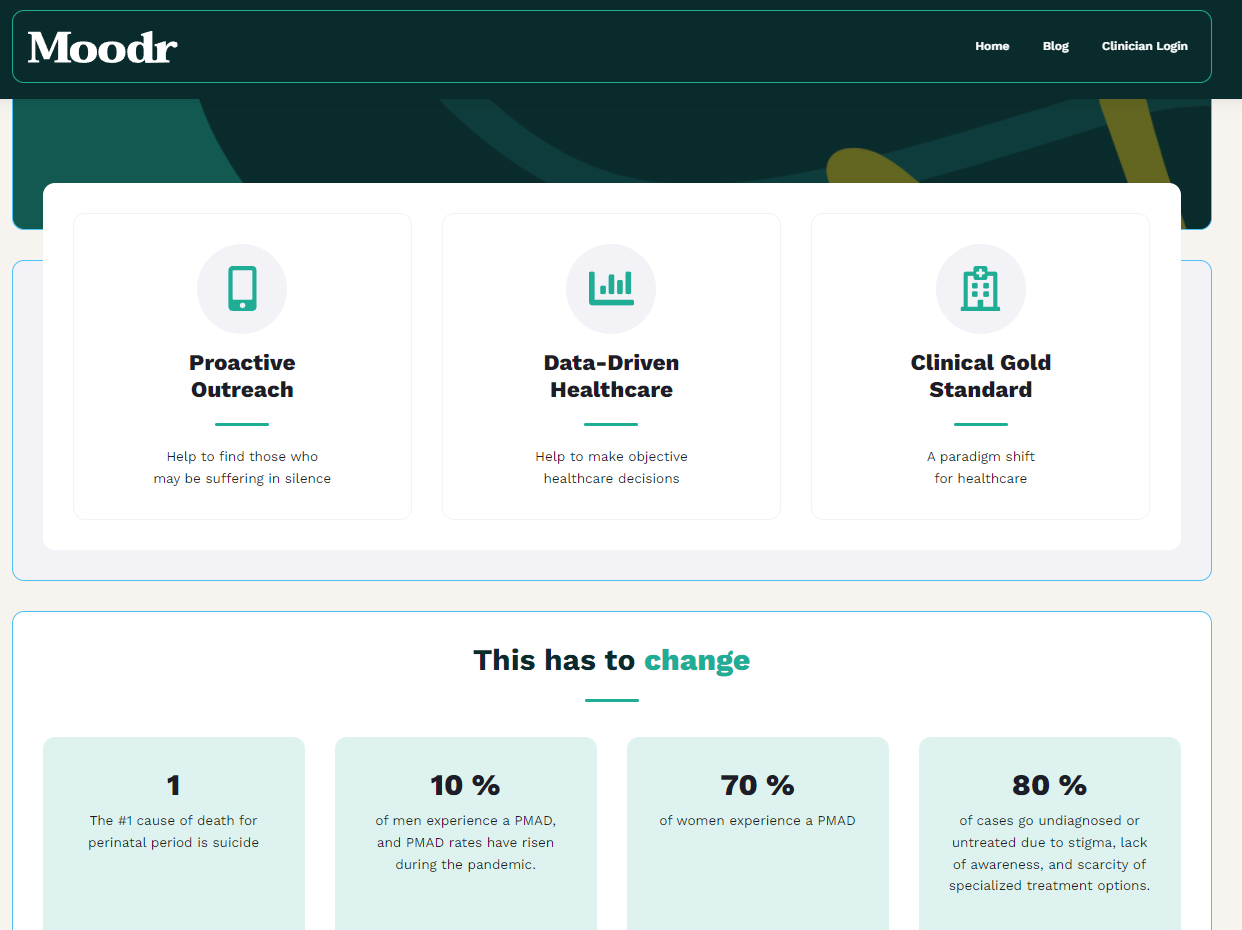 Moodr
Home
Blog
Clinician Login
Proactive
Outreach
Help to find those who
may be suffering in silence
Data-Driven
Healthcare
Help to make objective
healthcare decisions
Clinical Gold
Standard
A paradigm shift
for healthcare
This has to change
1
The #1 cause of death for
perinatal period is suicide
10 %
of men experience a PMAD,
and PMAD rates have risen
during the pandemic.
70 %
of women experience a PMAD
80 %
of cases go undiagnosed or
untreated due to stigma, lack
of awareness, and scarcity of
specialized treatment options.